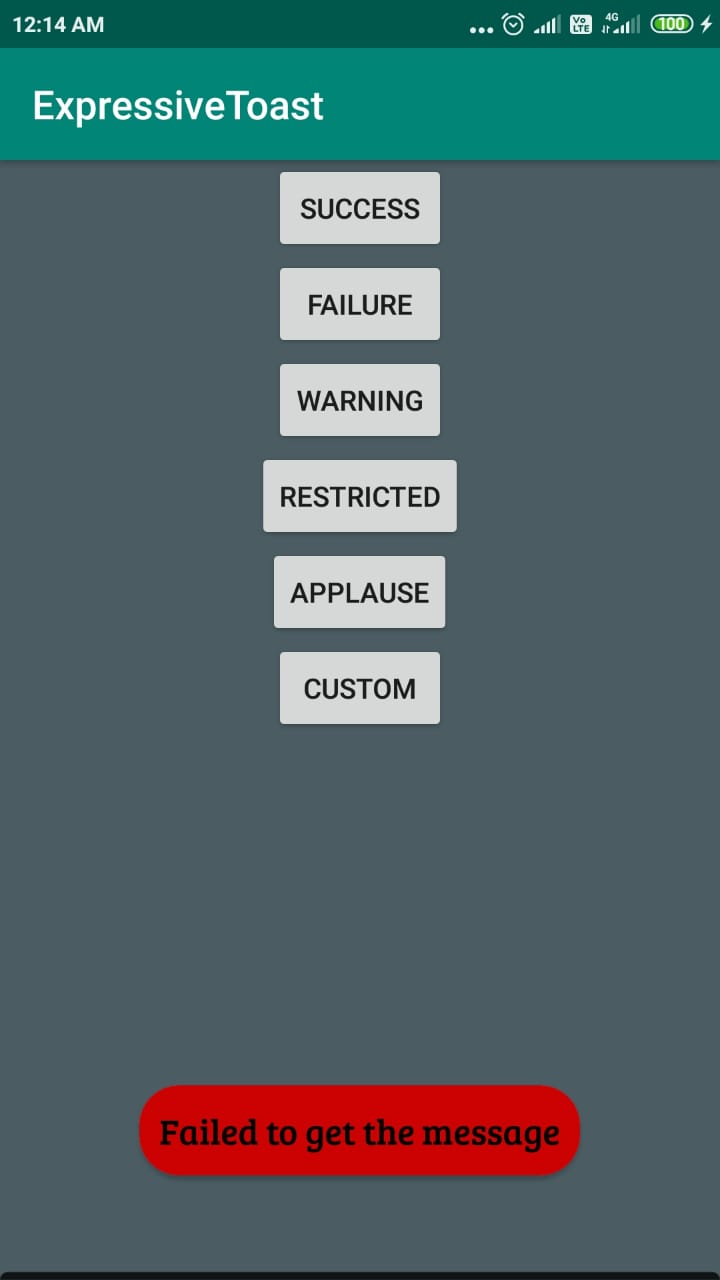 12:14 AM
Vo
LTE
4G
100
ExpressiveToast
SUCCESS
FAILURE
WARNING
RESTRICTED
APPLAUSE
CUSTOM
Failed to get the message